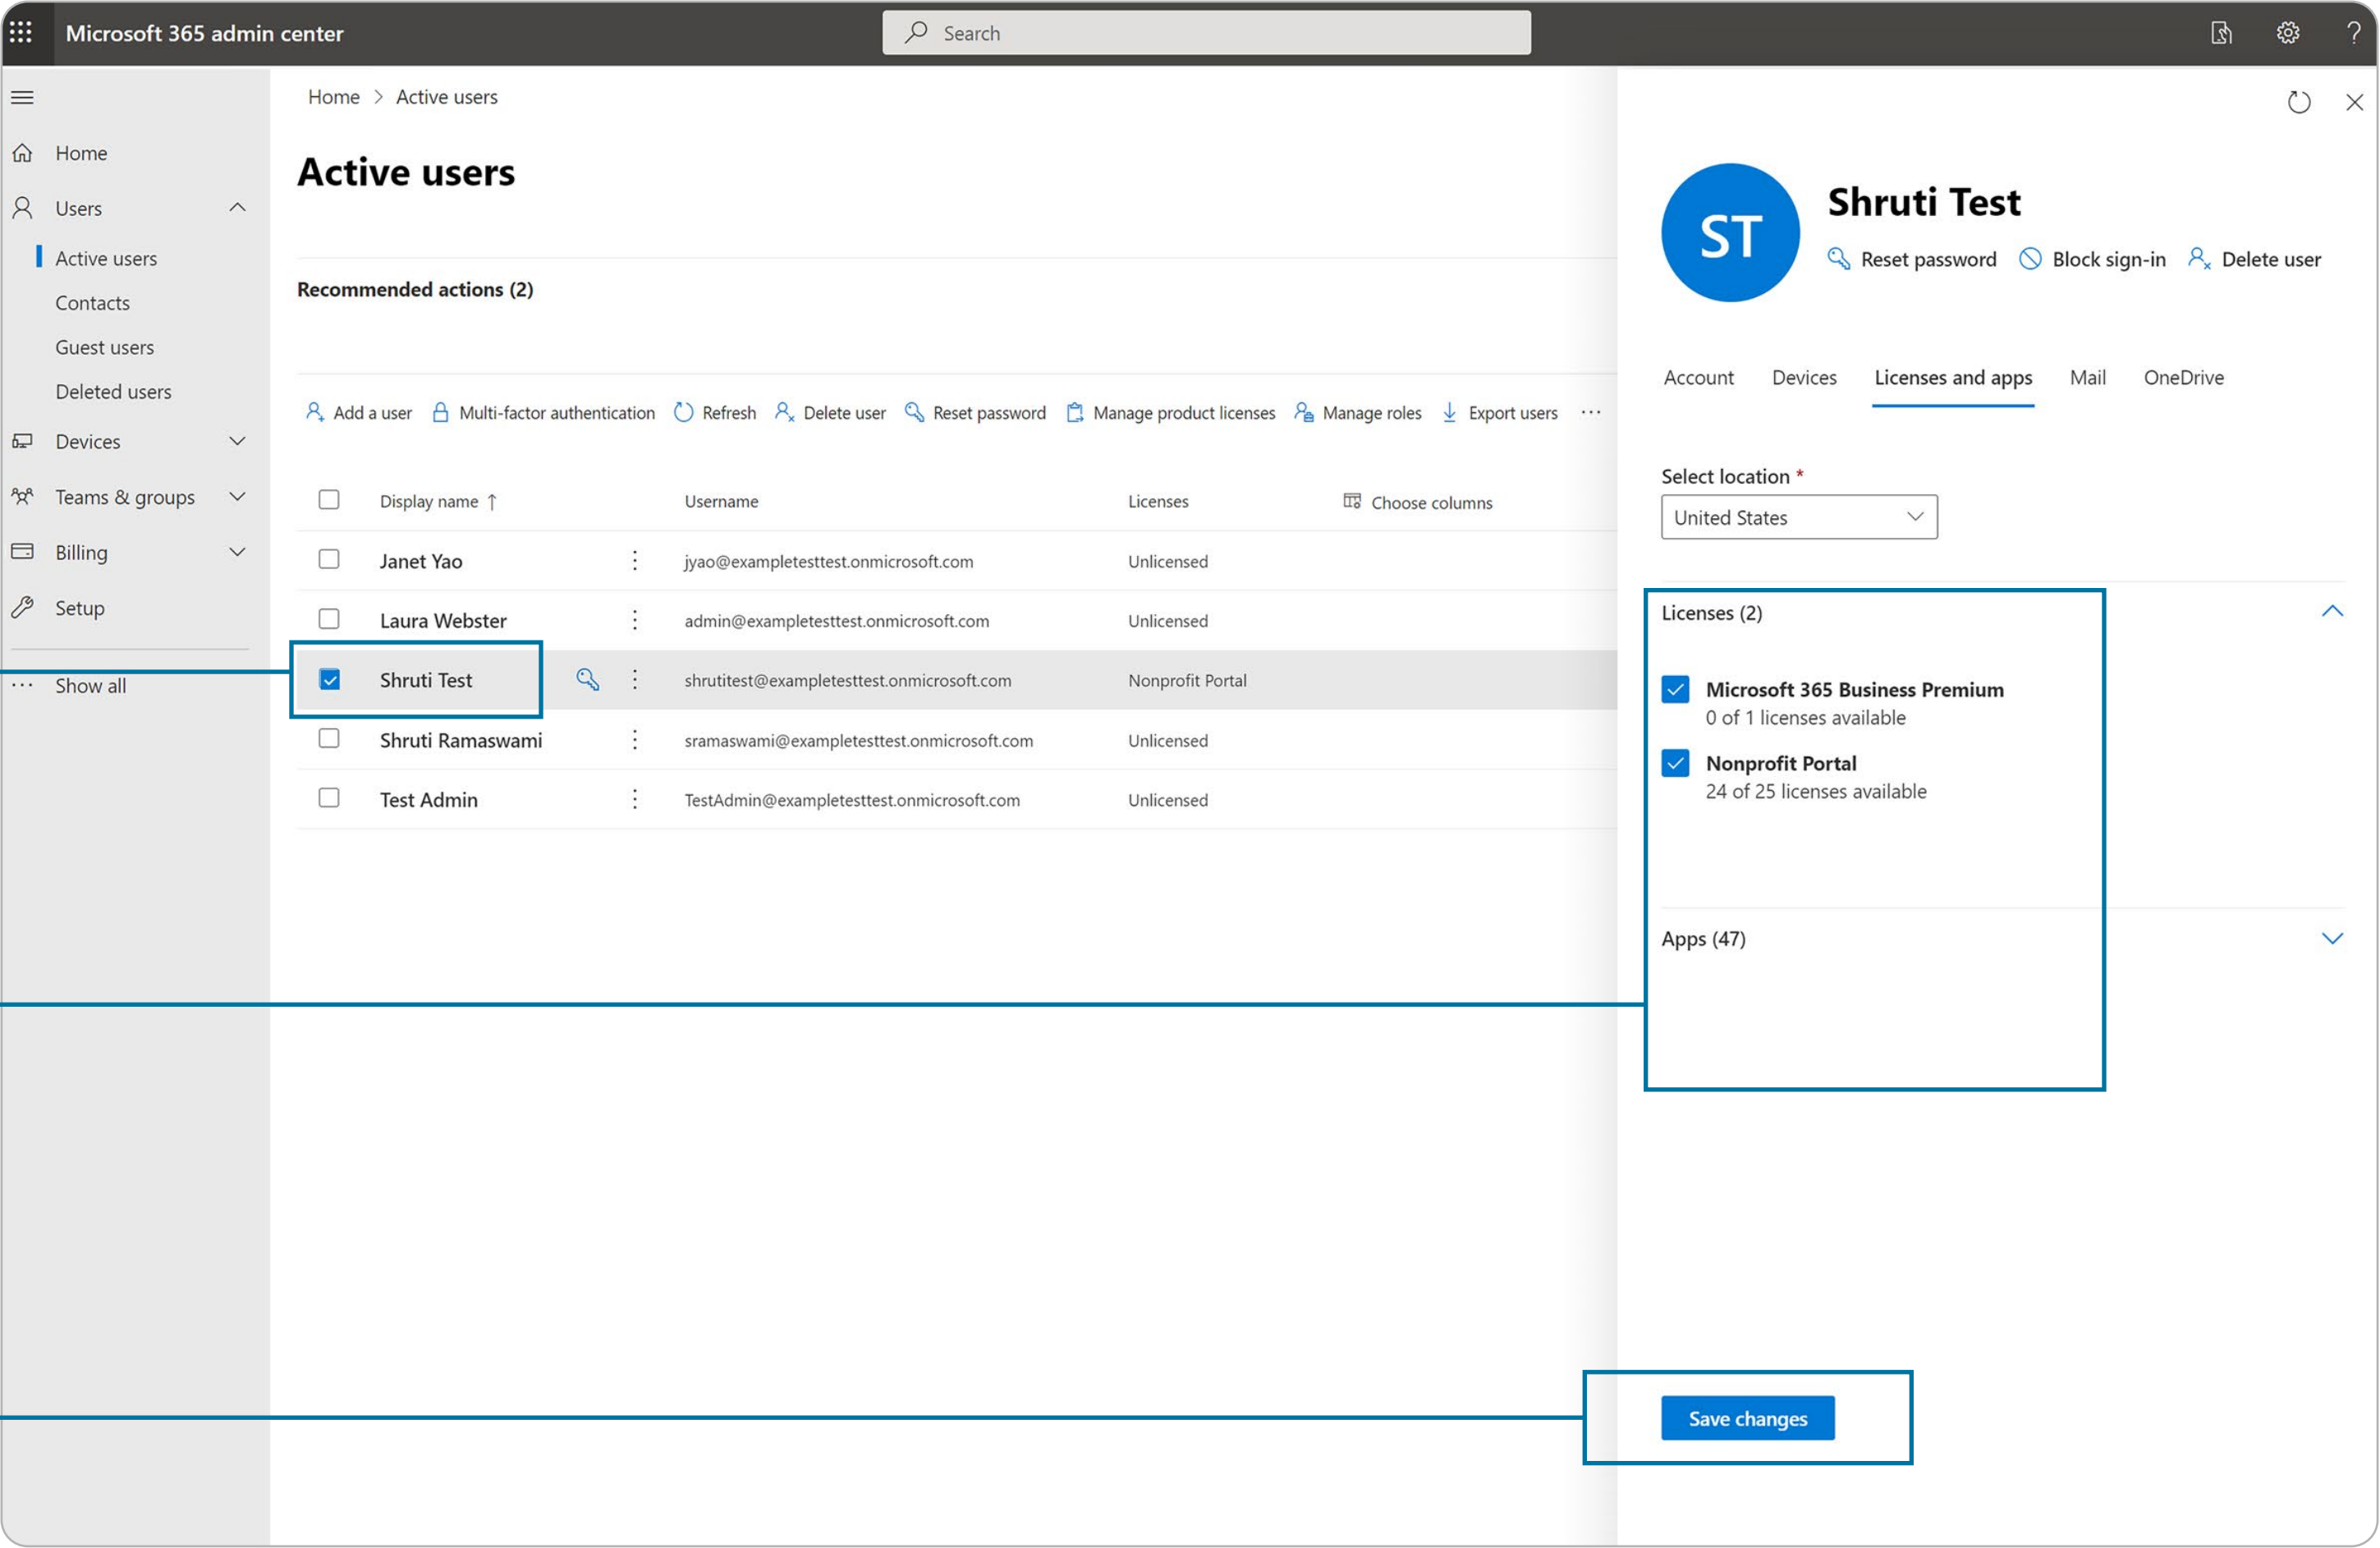 Microsoft 365 admin center
Search
?
Home > Active users
Home
Users
Active users
Contacts
Guest users
Deleted users
Devices
Teams & groups
Billing
Setup
Show all
Active users
Recommended actions (2)
Add a user Multi-factor authentication Refresh Delete user Reset password Manage product licenses Manage roles Export users
Display name ↑ Username Licenses Choose columns
Janet Yao jyao@exampletesttest.onmicrosoft.com Unlicensed
Laura Webster admin@exampletesttest.onmicrosoft.com Unlicensed
Shruti Test shrutitest@exampletesttest.onmicrosoft.com Nonprofit Portal
Shruti Ramaswami sramaswami@exampletesttest.onmicrosoft.com Unlicensed
Test Admin TestAdmin@exampletesttest.onmicrosoft.com Unlicensed
ST
Shruti Test
Reset password Block sign-in Delete user
Account Devices Licenses and apps Mail OneDrive
Select location *
United States
Licenses (2)
Microsoft 365 Business Premium
0 of 1 licenses available
Nonprofit Portal
24 of 25 licenses available
Apps (47)
Save changes